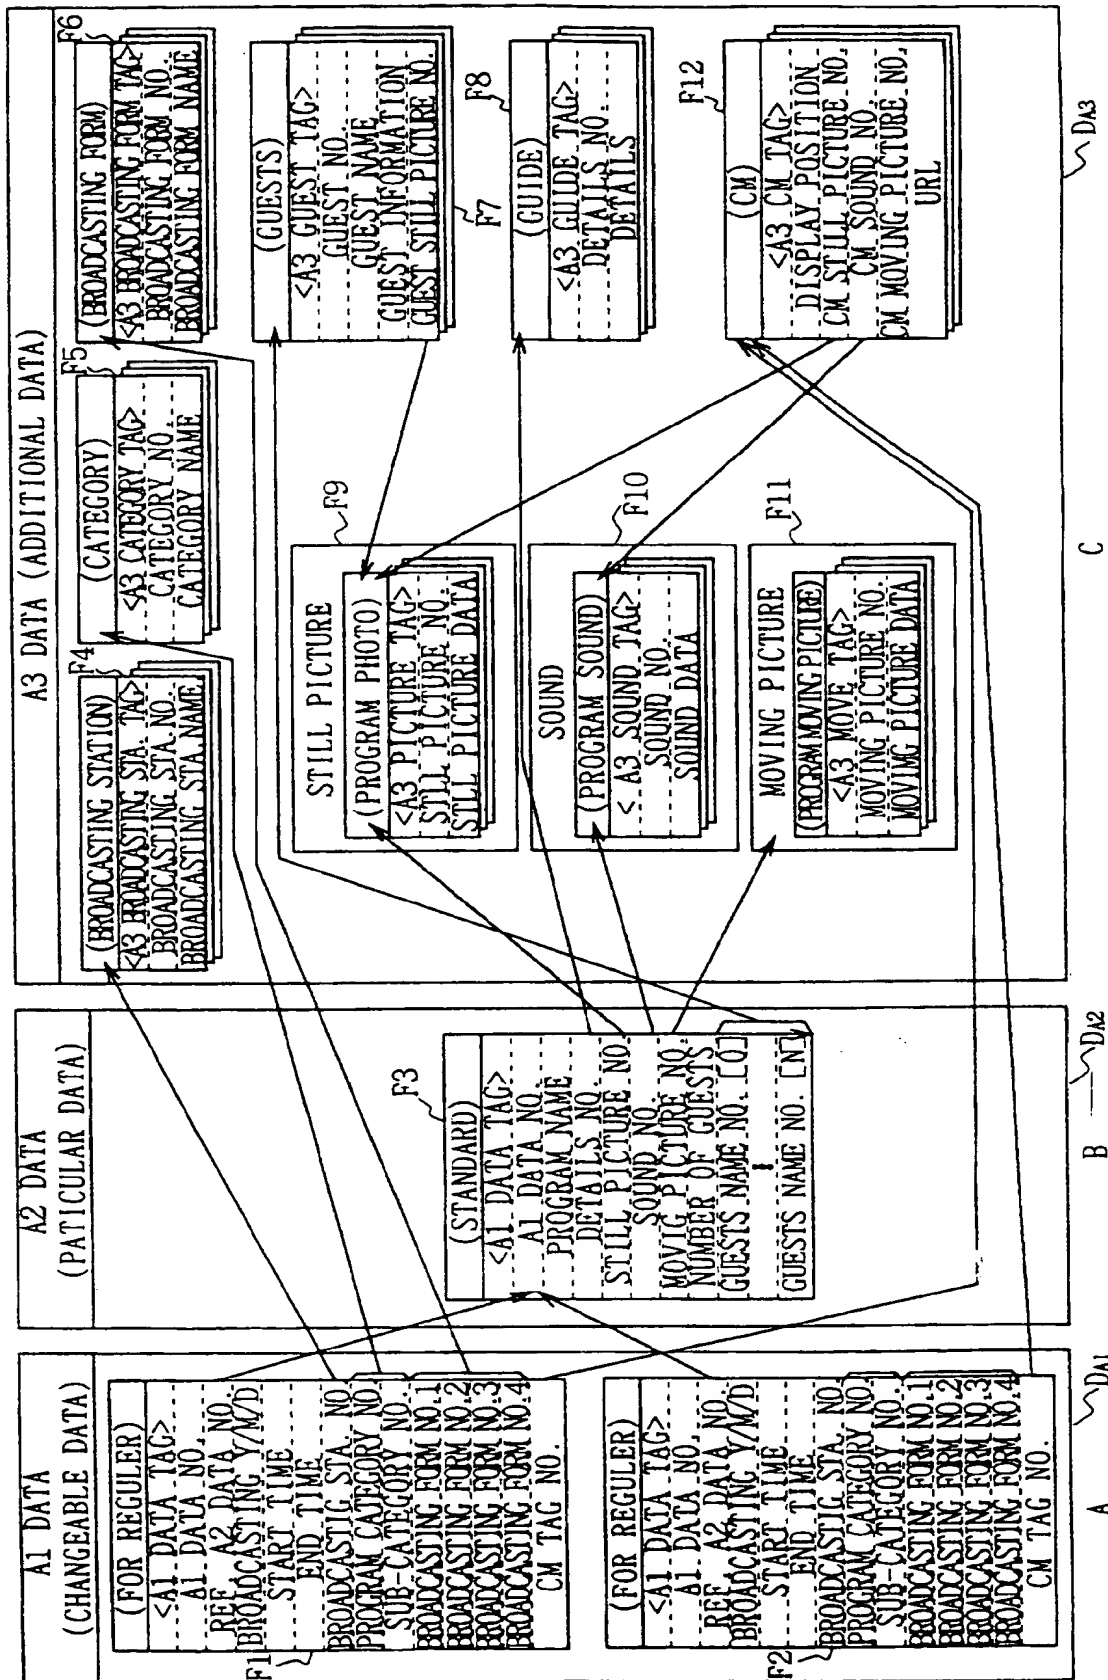 A1 DATA
(CHANGEABLE DATA)
(FOR REGULER)
<A1 DATA TAG>
A1 DATA NO.
REF. A2 DATA NO.
BROADCASTING Y/M/D
START TIME
END TIME
BROADCASTIG STA. NO.
PROGRAM CATEGORY NO.
SUB-CATEGORY NO.
BROADCASTING FORM NO.1
BROADCASTING FORM NO.2
BROADCASTING FORM NO.3
BROADCASTING FORM NO.4
CM TAG NO.
F1
(FOR REGULER)
<A1 DATA TAG>
A1 DATA NO.
REF. A2 DATA NO.
BROADCASTING Y/M/D
START TIME
END TIME
BROADCASTIG STA. NO.
PROGRAM CATEGORY NO.
SUB-CATEGORY NO.
BROADCASTING FORM NO.1
BROADCASTING FORM NO.2
BROADCASTING FORM NO.3
BROADCASTING FORM NO.4
CM TAG NO.
F2
DA1
A
A2 DATA
(PATICULAR DATA)
F3
(STANDARD)
<A1 DATA TAG>
A1 DATA NO.
PROGRAM NAME
DETAILS NO.
STILL PICTURE NO
SOUND NO.
MOVIG PICTURE NO.
NUMBER OF GUESTS
GUESTS NAME NO. [0]
GUESTS NAME NO. [N]
DA2
B
A3 DATA (ADDITIONAL DATA)
F4
(BROADCASTING STATION)
<A3 BROADCASTING STA. TAG>
BROADCASTLING STA.NO.
BROADCASTING STA.NAME
F5
(CATEGORY)
<A3 CATEGORY TAG>
CATEGORY NO.
CATEGORY NAME
F6
(BROADCASTING FORM)
<A3 BROADCASTING FORM TAG>
BROADCASTING FORM NO.
BROADCASTING FORM NAME
(GUESTS)
<A3 GUEST TAG>
GUEST NO.
GUEST NAME
GUEST INFORMATION
GUEST STILL PICTURE NO.
F7
F8
(GUIDE)
<A3 GUIDE TAG>
DETAILS NO.
DETAILS
F9
STILL PICTURE
(PROGRAM PHOTO)
<A3 PICTURE TAG>
STILL PICTURE NO.
STILL PICTURE DATA
F10
SOUND
(PROGRAM SOUND)
< A3 SOUND TAG>
SOUND NO.
SOUND DATA
F11
MOVING PICTURE
(PROGRAM MOVING PICTURE)
<A3 MOVE TAG>
MOVING PICTURE NO.
MOVING PICTURE DATA
F12
(CM)
<A3 CM TAG>
DISPLAY POSITION
CM STILL PICTURE NO.
CM SOUND NO.
CM MOVING PICTURE NO.
URL
DA3
C